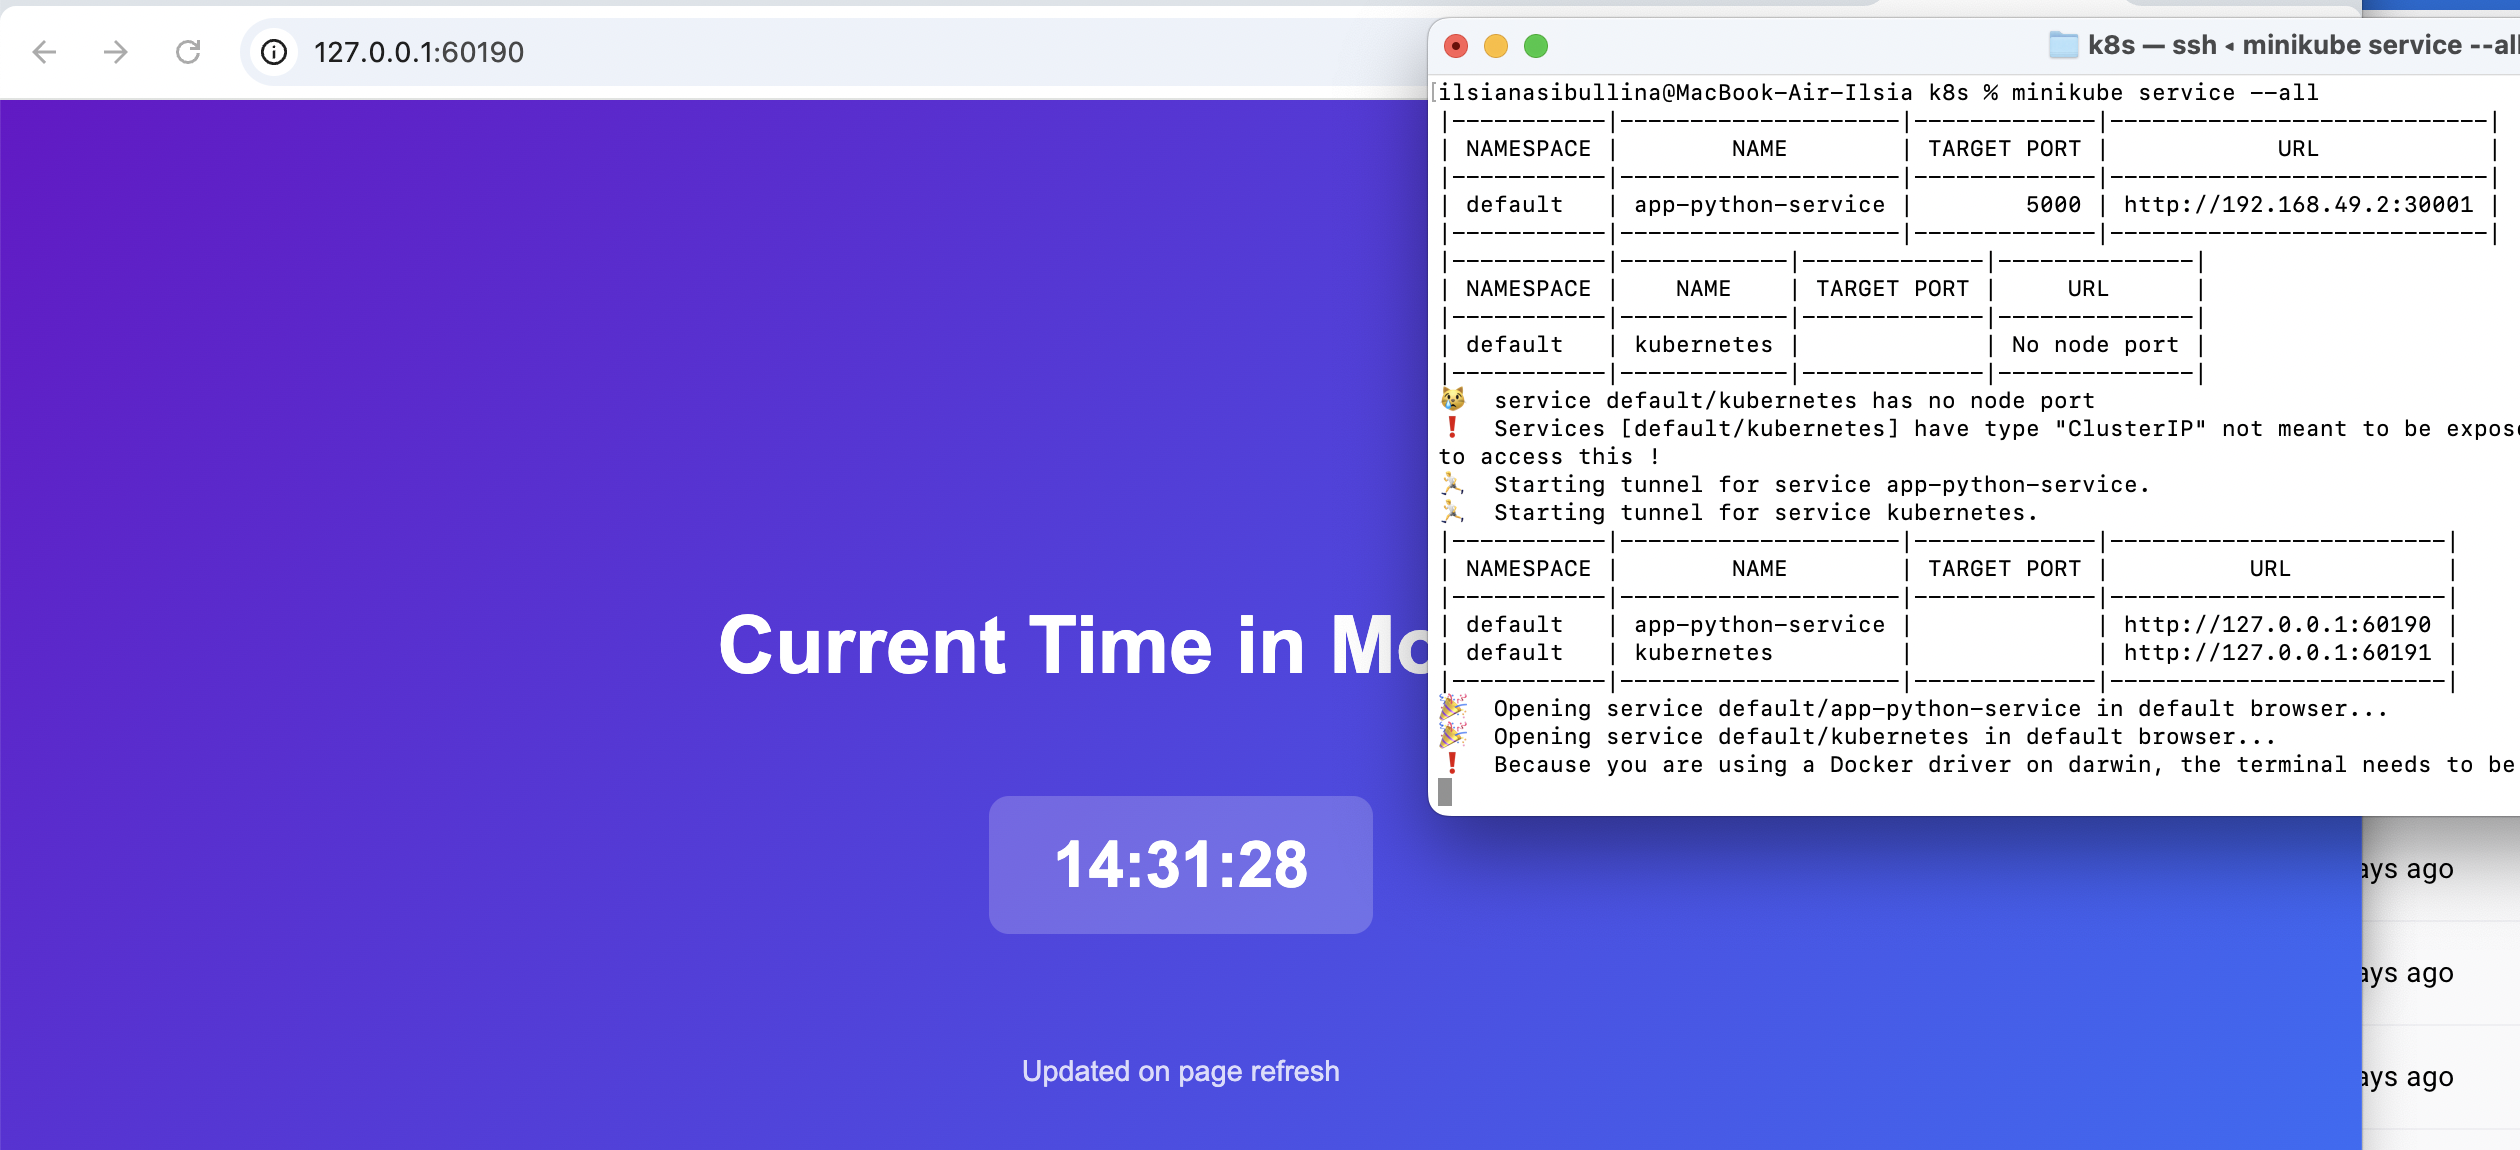 127.0.0.1:60190
k8s — ssh ◂ minikube service --all
ilsianasibullina@MacBook-Air-Ilsia k8s % minikube service --all
|-----------|--------------------|-------------|---------------------------|
| NAMESPACE | NAME | TARGET PORT | URL |
|-----------|--------------------|-------------|---------------------------|
| default | app-python-service | 5000 | http://192.168.49.2:30001 |
|-----------|--------------------|-------------|---------------------------|
|-----------|------------|-------------|--------------|
| NAMESPACE | NAME | TARGET PORT | URL |
|-----------|------------|-------------|--------------|
| default | kubernetes | | No node port |
|-----------|------------|-------------|--------------|
😿 service default/kubernetes has no node port
❗ Services [default/kubernetes] have type "ClusterIP" not meant to be
to access this !
🏃 Starting tunnel for service app-python-service.
🏃 Starting tunnel for service kubernetes.
|-----------|--------------------|-------------|------------------------|
| NAMESPACE | NAME | TARGET PORT | URL |
|-----------|--------------------|-------------|------------------------|
| default | app-python-service | | http://127.0.0.1:60190 |
| default | kubernetes | | http://127.0.0.1:60191 |
|-----------|--------------------|-------------|------------------------|
🎉 Opening service default/app-python-service in default browser...
🎉 Opening service default/kubernetes in default browser...
❗ Because you are using a Docker driver on darwin, the terminal needs to be
Current Time in
14:31:28
Updated on page refresh
ago
ago
ago